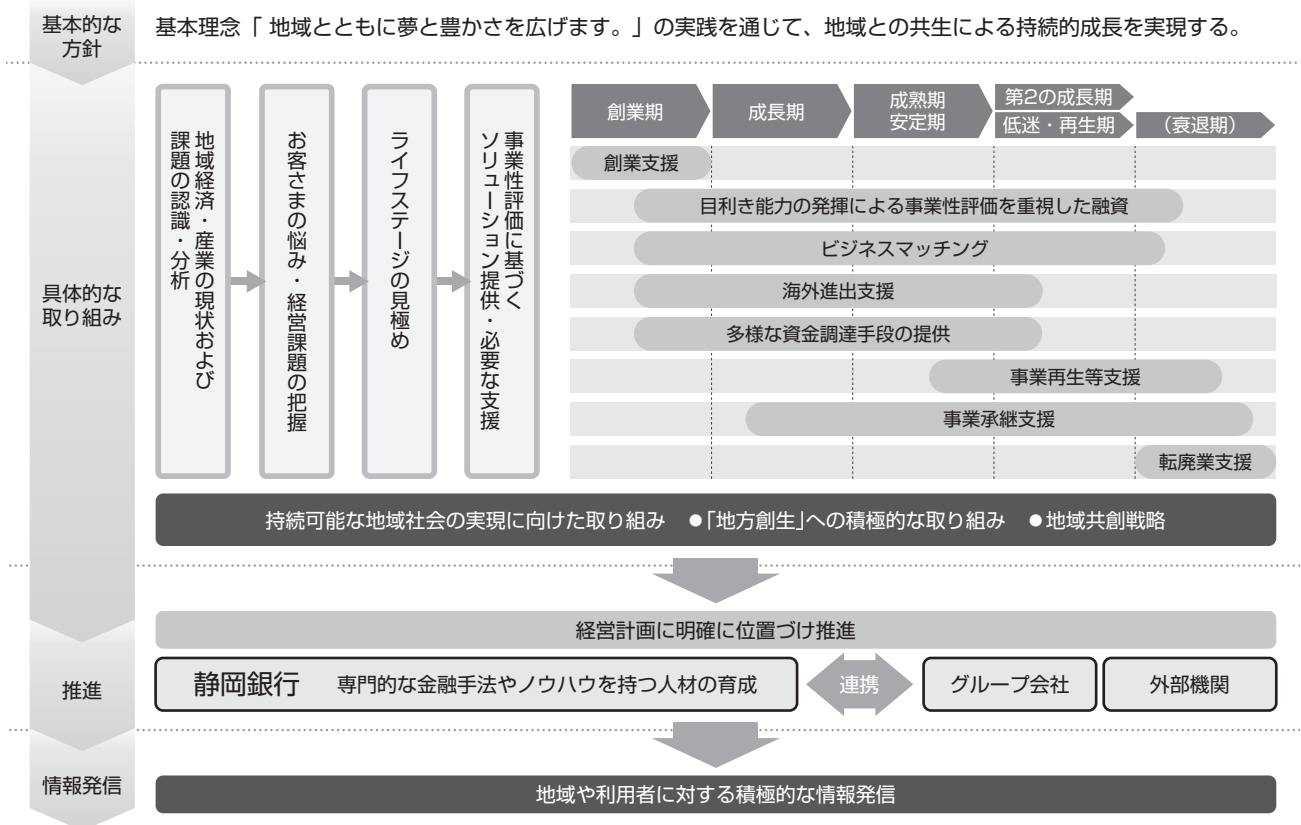 基本的な
方針
基本理念「 地域とともに夢と豊かさを広げます。」の実践を通じて、地域との共生による持続的成長を実現する。
具体的な
取り組み
地域経済・産業の現状および
課題の認識・分析
お客さまの悩み・経営課題の把握
ライフステージの見極め
事業性評価に基づく
ソリューション提供・必要な支援
創業期
成長期
成熟期
安定期
第2の成長期
低迷・再生期
(衰退期)
創業支援
目利き能力の発揮による事業性評価を重視した融資
ビジネスマッチング
海外進出支援
多様な資金調達手段の提供
事業再生等支援
事業承継支援
転廃業支援
持続可能な地域社会の実現に向けた取り組み ●「地方創生」への積極的な取り組み ●地域共創戦略
推進
経営計画に明確に位置づけ推進
静岡銀行 専門的な金融手法やノウハウを持つ人材の育成
連携
グループ会社
外部機関
情報発信
地域や利用者に対する積極的な情報発信